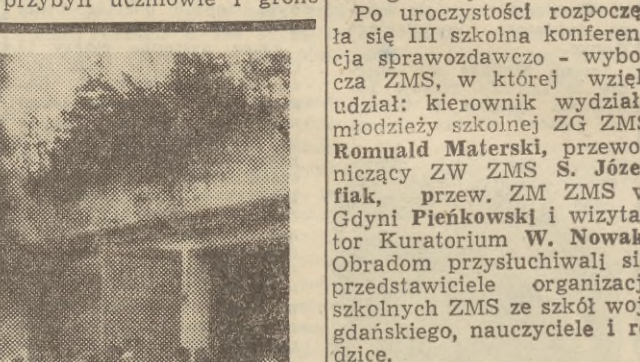 przybyli uczniowie i grono
Po uroczystości rozpoczę
ła się III szkolna konferen
cja sprawozdawczo - wybo
cza ZMS, w której wzięl
udział: kierownik wydział
młodzieży szkolnej ZG ZMS
Romuald Materski, przewo
niczący ZW ZMS S. Józe
fiak, przew. ZM ZMS w
Gdyni Pieńkowski i wizyta
tor Kuratorium W. Nowak
Obradom przysłuchiwali si
przedstawiciele organizacj
szkolnych ZMS ze szkół woj
gdańskiego, nauczyciele i r
dzice.